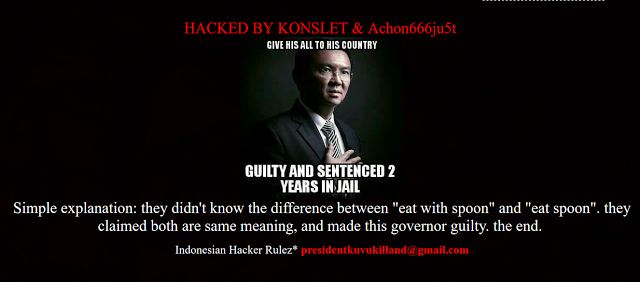 HACKED BY KONSLET & Achon666ju5t
GIVE HIS ALL TO HIS COUNTRY
GUILTY AND SENTENCED 2
YEARS IN JAIL
Simple explanation: they didn't know the difference between "eat with spoon" and "eat spoon". they
claimed both are same meaning, and made this governor guilty. the end.
Indonesian Hacker Rulez* presidentkuvukilland@gmail.com